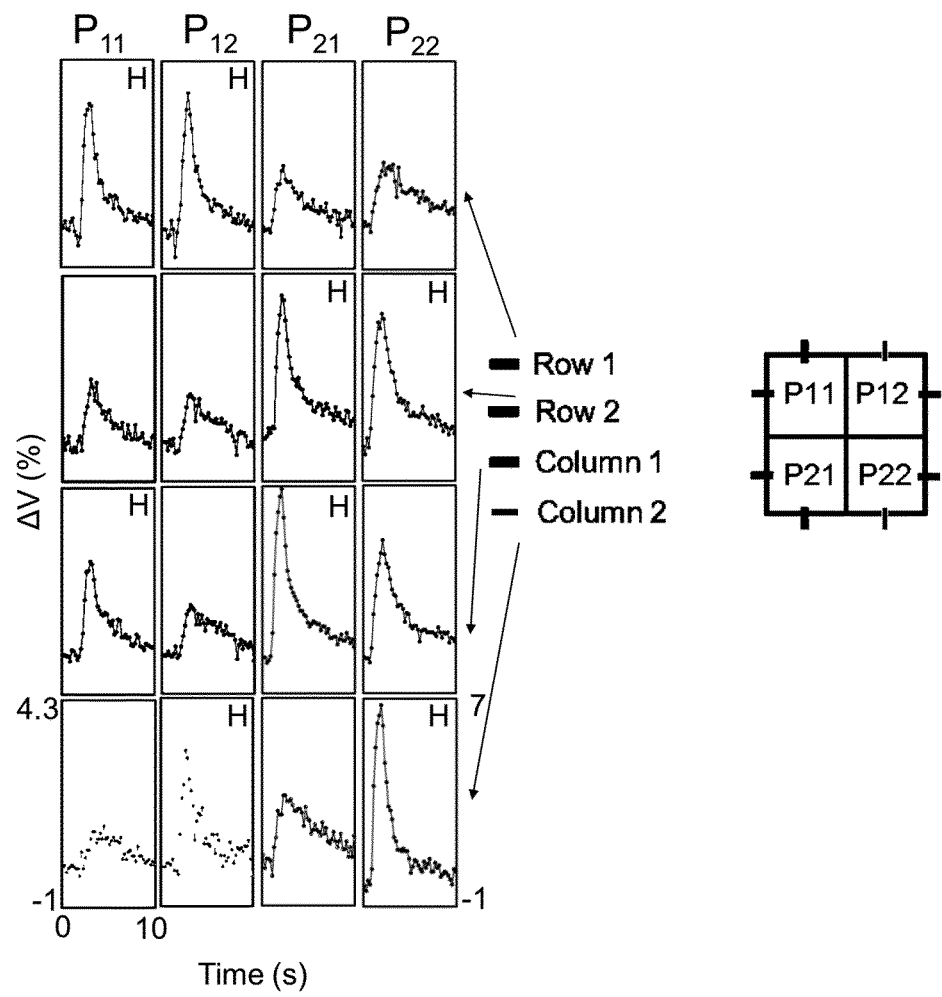 P11 P12 P21 P22
H H
H H
Row 1
Row 2
P11 P12
ΔV (%)
Column 1
P21 P22
H H
Column 2
4.3 H H 7
-1 -1
0 10
Time (s)